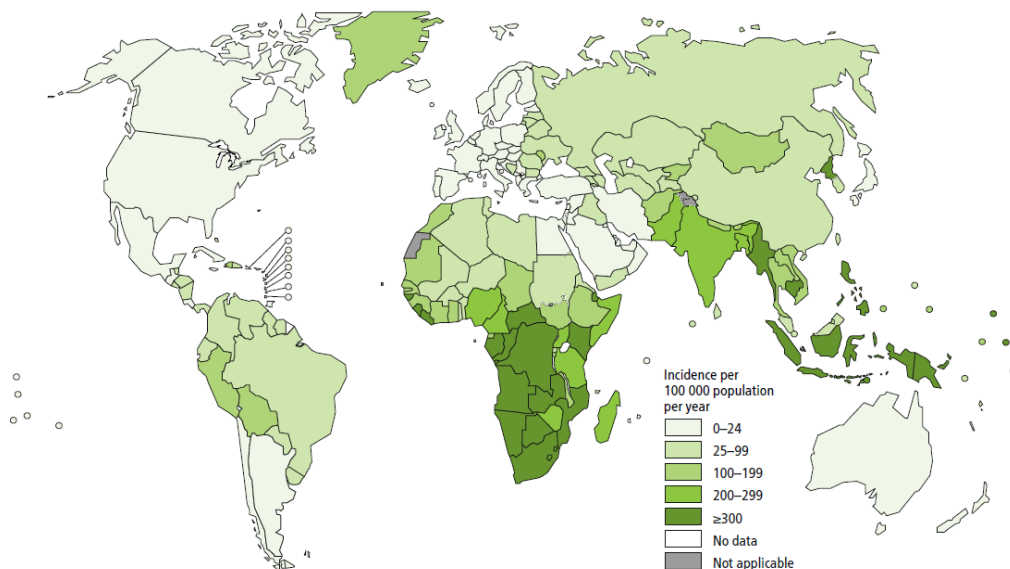 Incidence per
100 000 population
per year
0–24
25–99
100–199
200–299
≥300
No data
Not applicable